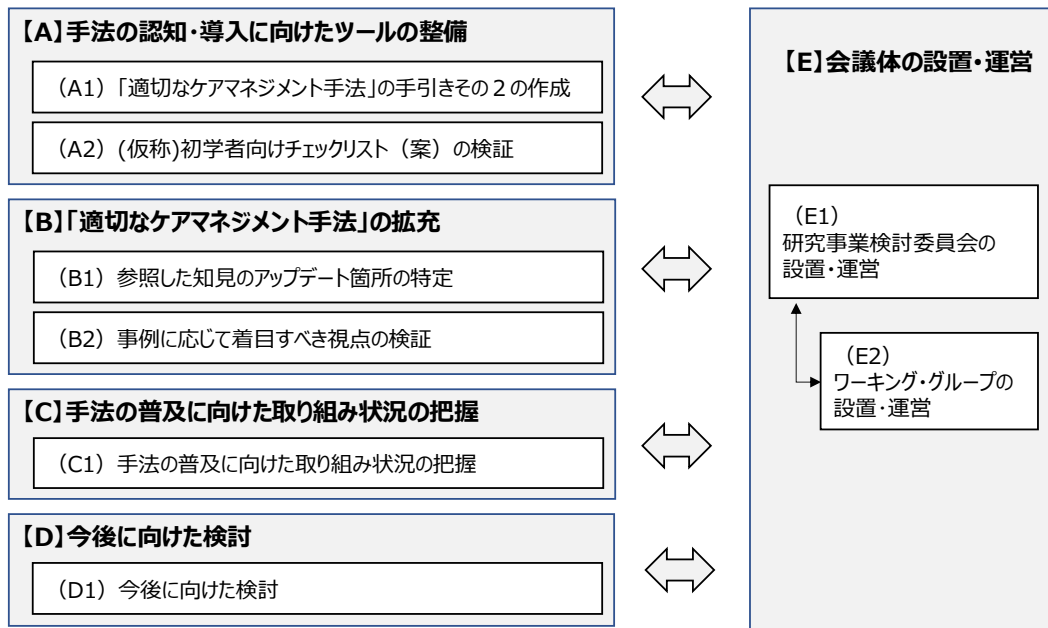 【A】手法の認知・導入に向けたツールの整備
（A1）「適切なケアマネジメント手法」の手引きその２の作成
（A2）(仮称)初学者向けチェックリスト（案）の検証
【B】「適切なケアマネジメント手法」の拡充
（B1）参照した知見のアップデート箇所の特定
（B2）事例に応じて着目すべき視点の検証
【C】手法の普及に向けた取り組み状況の把握
（C1）手法の普及に向けた取り組み状況の把握
【D】今後に向けた検討
（D1）今後に向けた検討
【E】会議体の設置・運営
（E1）
研究事業検討委員会の
設置・運営
（E2）
ワーキング・グループの
設置・運営